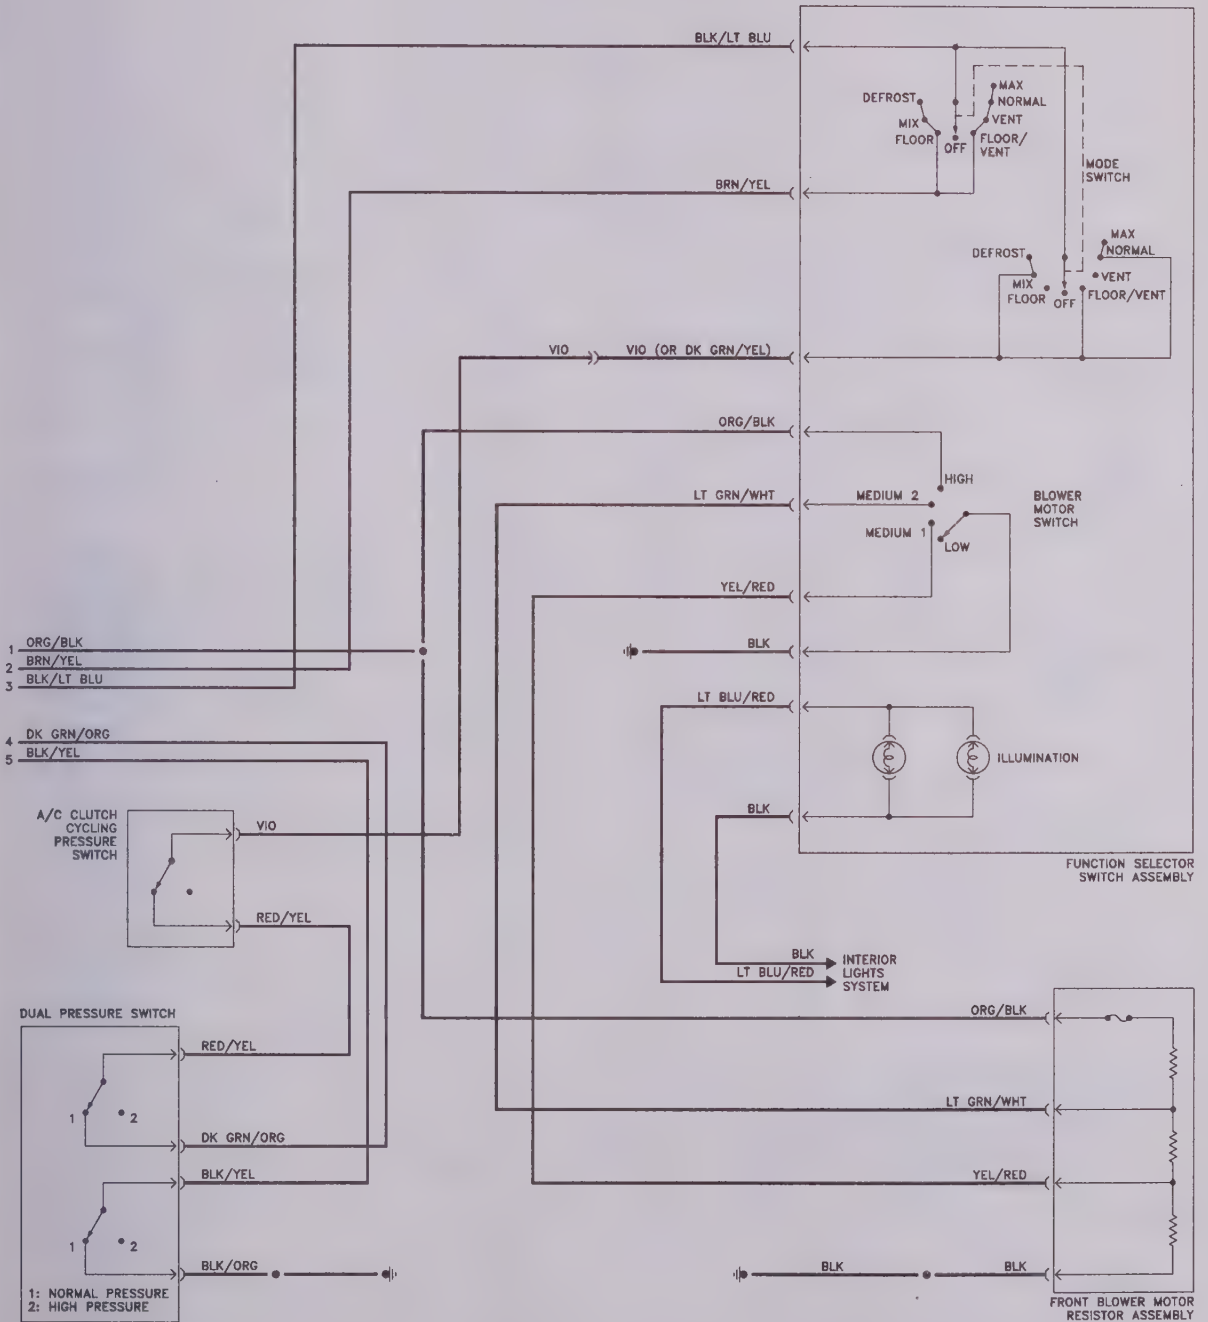 BLK/LT BLU
DEFROST
MIX
FLOOR
OFF
MAX
NORMAL
VENT
FLOOR/
VENT
BRN/YEL
MODE
SWITCH
DEFROST
MIX
FLOOR
OFF
MAX
NORMAL
VENT
FLOOR/VENT
VIO
VIO (OR DK GRN/YEL)
ORG/BLK
HIGH
LT GRN/WHT
MEDIUM 2
BLOWER
MOTOR
SWITCH
MEDIUM 1
LOW
YEL/RED
1 ORG/BLK
2 BRN/YEL
3 BLK/LT BLU
BLK
LT BLU/RED
4 DK GRN/ORG
5 BLK/YEL
ILLUMINATION
BLK
A/C CLUTCH
CYCLING
PRESSURE
SWITCH
VIO
RED/YEL
FUNCTION SELECTOR
SWITCH ASSEMBLY
BLK
LT BLU/RED
INTERIOR
LIGHTS
SYSTEM
DUAL PRESSURE SWITCH
ORG/BLK
RED/YEL
1 2
LT GRN/WHT
DK GRN/ORG
BLK/YEL
YEL/RED
1 2
BLK/ORG
BLK
BLK
1: NORMAL PRESSURE
2: HIGH PRESSURE
FRONT BLOWER MOTOR
RESISTOR ASSEMBLY